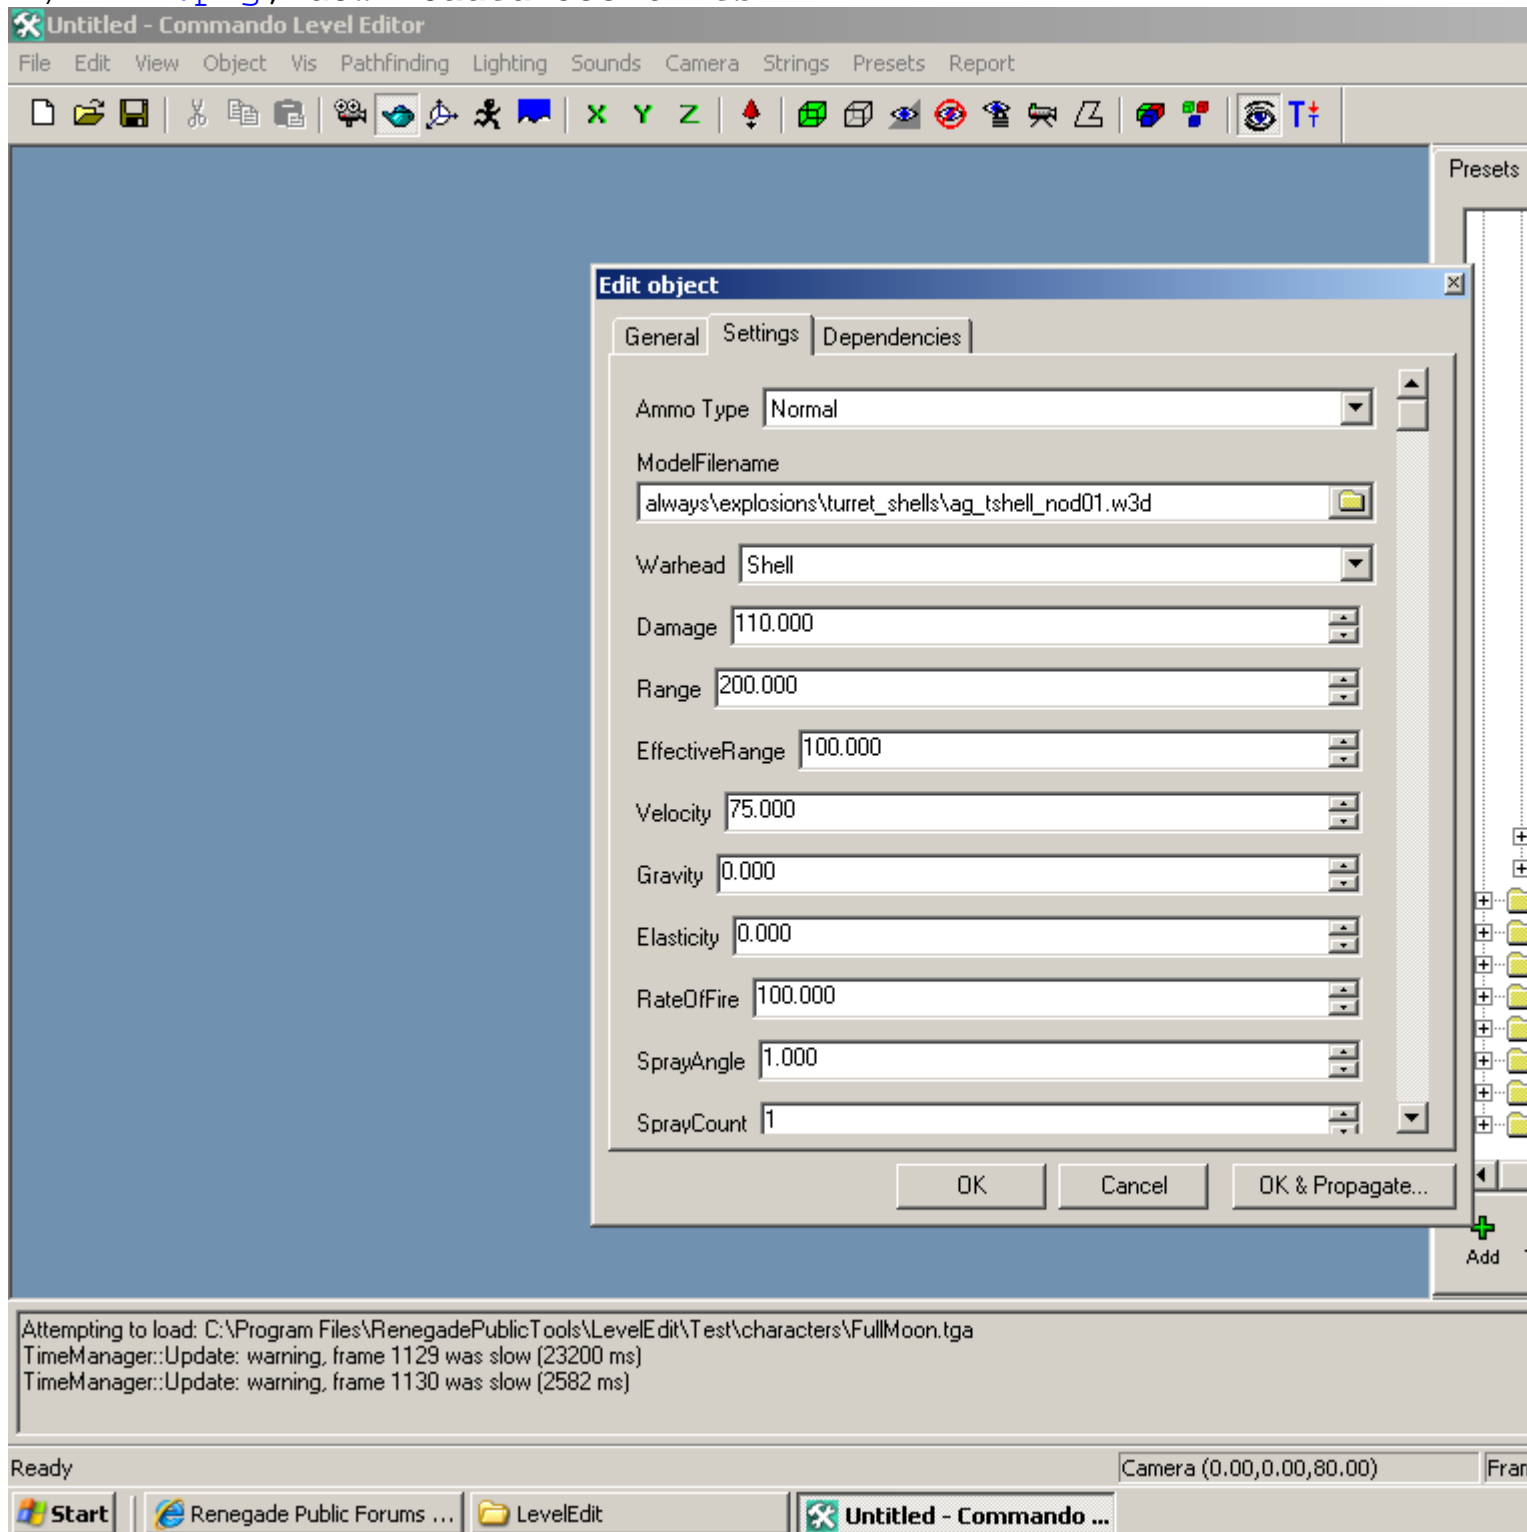 Untitled - Commando Level Editor
File Edit View Object Vis Pathfinding Lighting Sounds Camera Strings Presets Report
X Y Z T
Presets
Edit object
General Settings Dependencies
Ammo Type Normal
ModelFilename
always\explosions\turret_shells\ag_tshell_nod01.w3d
Warhead Shell
Damage 110.000
Range 200.000
EffectiveRange 100.000
Velocity 75.000
Gravity 0.000
Elasticity 0.000
RateOfFire 100.000
SprayAngle 1.000
SprayCount 1
OK Cancel OK & Propagate...
Add
Attempting to load: C:\Program Files\RenegadePublicTools\LevelEdit\Test\characters\FullMoon.tga
TimeManager::Update: warning, frame 1129 was slow (23200 ms)
TimeManager::Update: warning, frame 1130 was slow (2582 ms)
Ready Camera (0.00,0.00,80.00) Fran
Start Renegade Public Forums ... LevelEdit Untitled - Commando ...